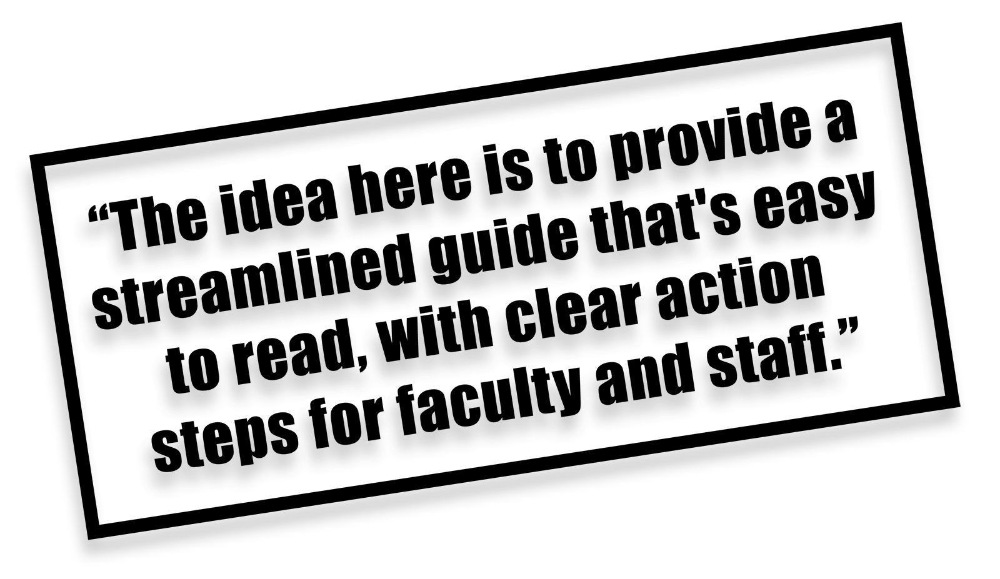 “The idea here is to provide a
streamlined guide that's easy
to read, with clear action
steps for faculty and staff.”